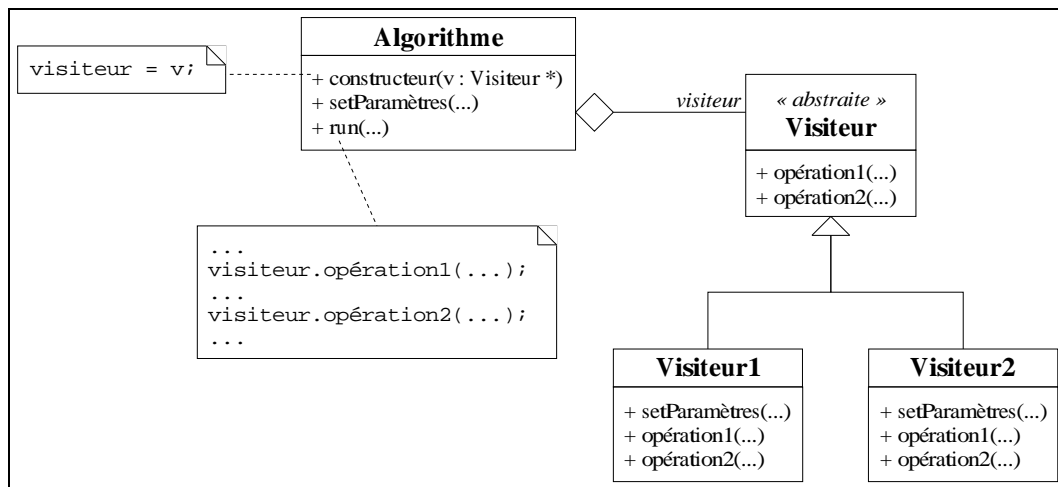 Algorithme
visiteur = v;
+ constructeur(v : Visiteur *)
+ setParamètres(...)
+ run(...)
visiteur
« abstraite »
Visiteur
+ opération1(...)
+ opération2(...)
...
visiteur.opération1(...);
...
visiteur.opération2(...);
...
Visiteur1
+ setParamètres(...)
+ opération1(...)
+ opération2(...)
Visiteur2
+ setParamètres(...)
+ opération1(...)
+ opération2(...)